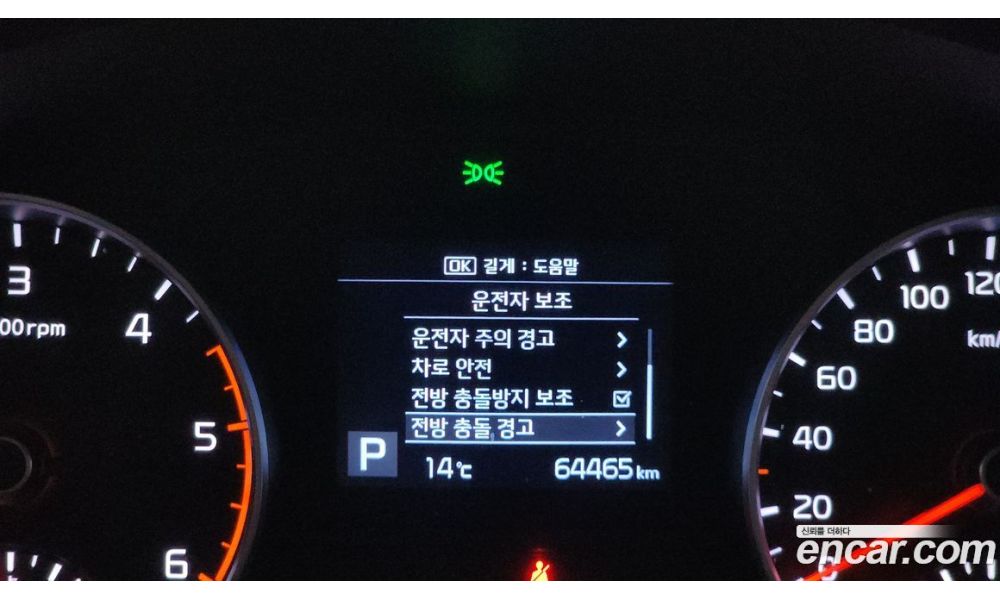 OK 길게 : 도움말
운전자 보조
운전자 주의 경고
차로 안전
전방 충돌방지 보조
전방 충돌 경고
P
14℃
64465 km
3
00rpm
4
5
6
120
100
80
km/
60
40
20
신뢰를 더하다
encar.com